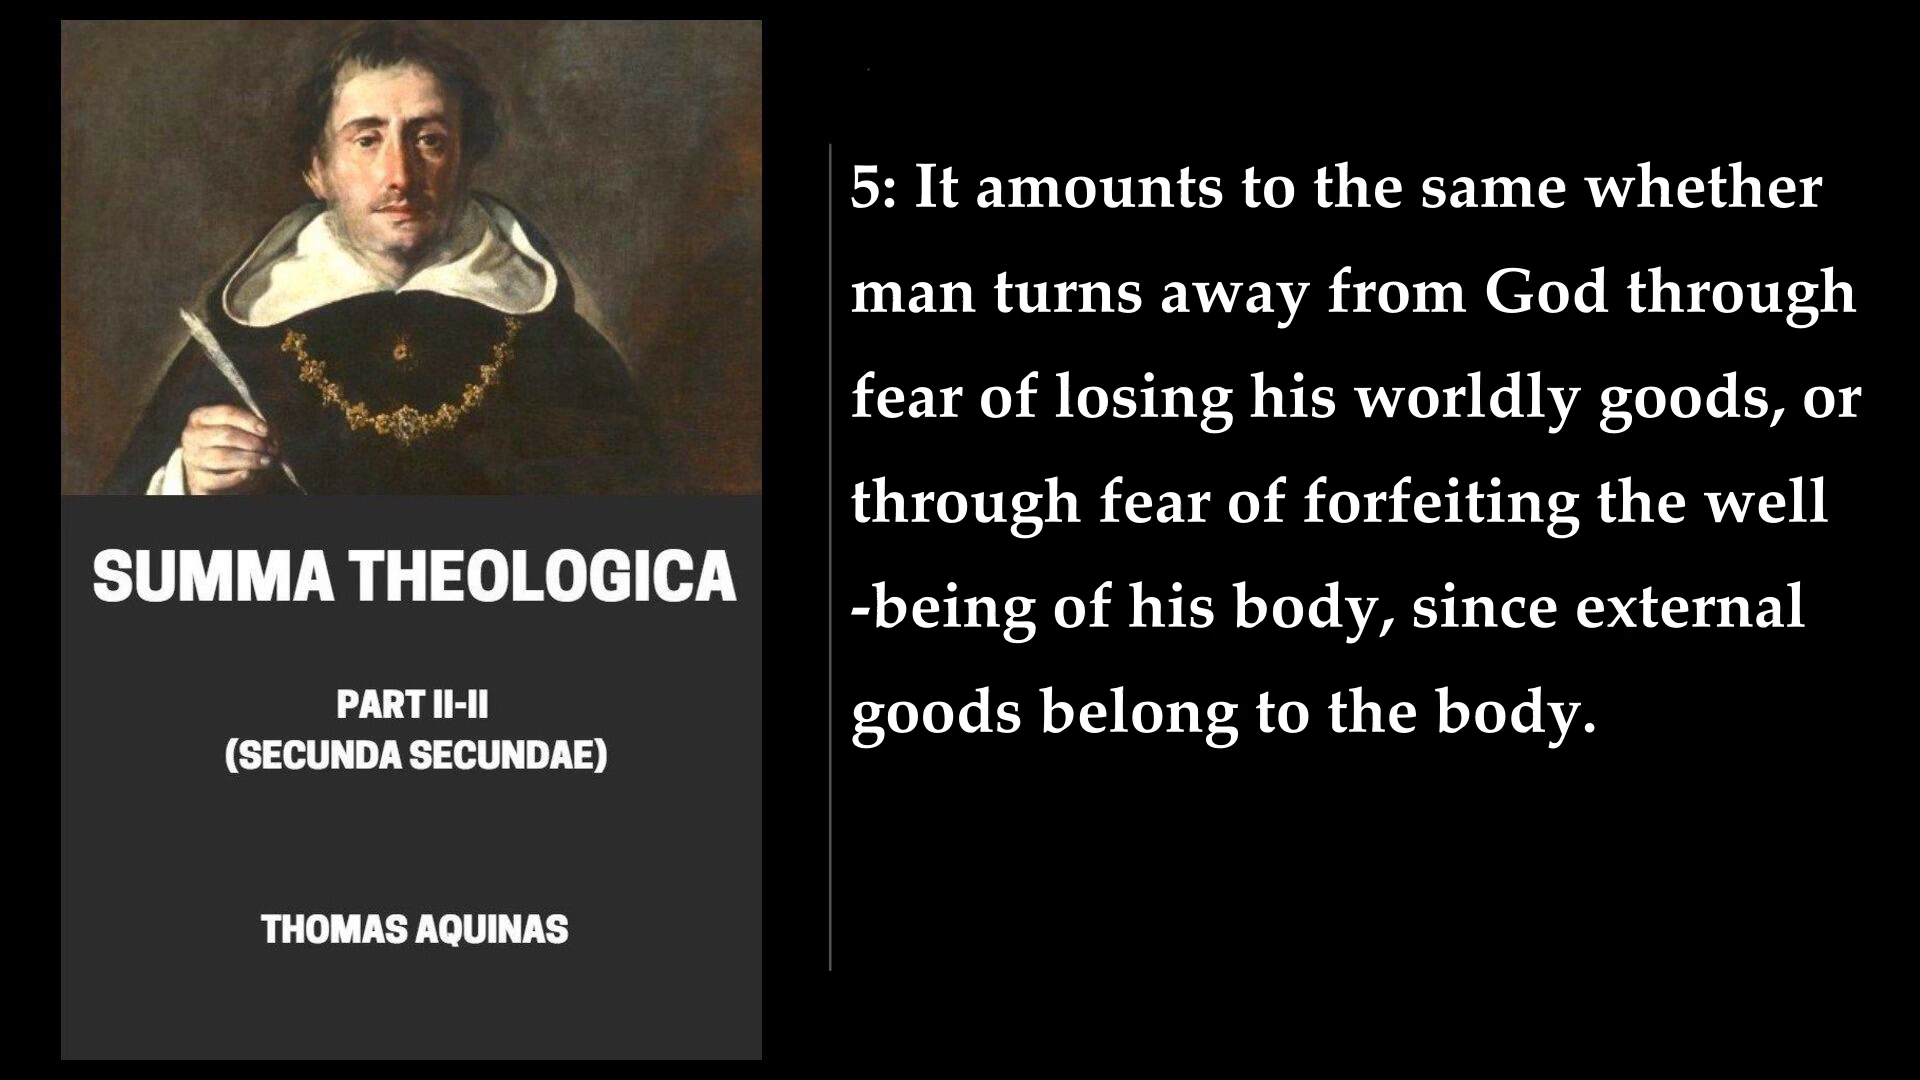 SUMMA THEOLOGICA
PART II-II
(SECUNDA SECUNDAE)
THOMAS AQUINAS
5: It amounts to the same whether
man turns away from God through
fear of losing his worldly goods, or
through fear of forfeiting the well
-being of his body, since external
goods belong to the body.